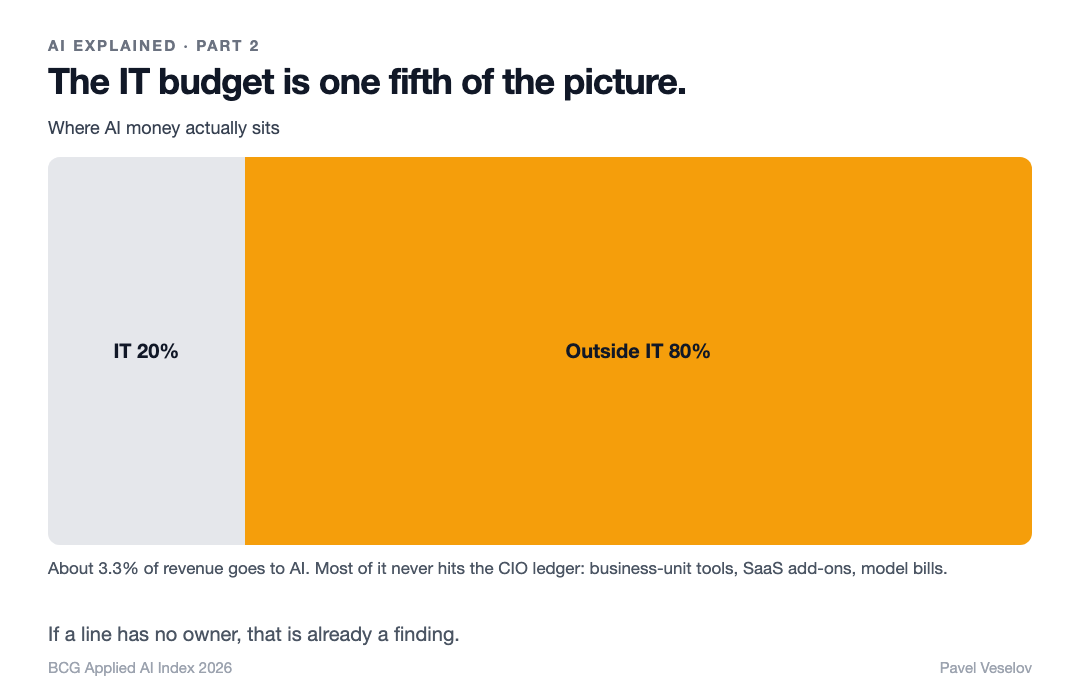 AI EXPLAINED · PART 2
The IT budget is one fifth of the picture.
Where AI money actually sits
IT 20%
Outside IT 80%
About 3.3% of revenue goes to AI. Most of it never hits the CIO ledger: business-unit tools, SaaS add-ons, model bills.
If a line has no owner, that is already a finding.
BCG Applied AI Index 2026
Pavel Veselov